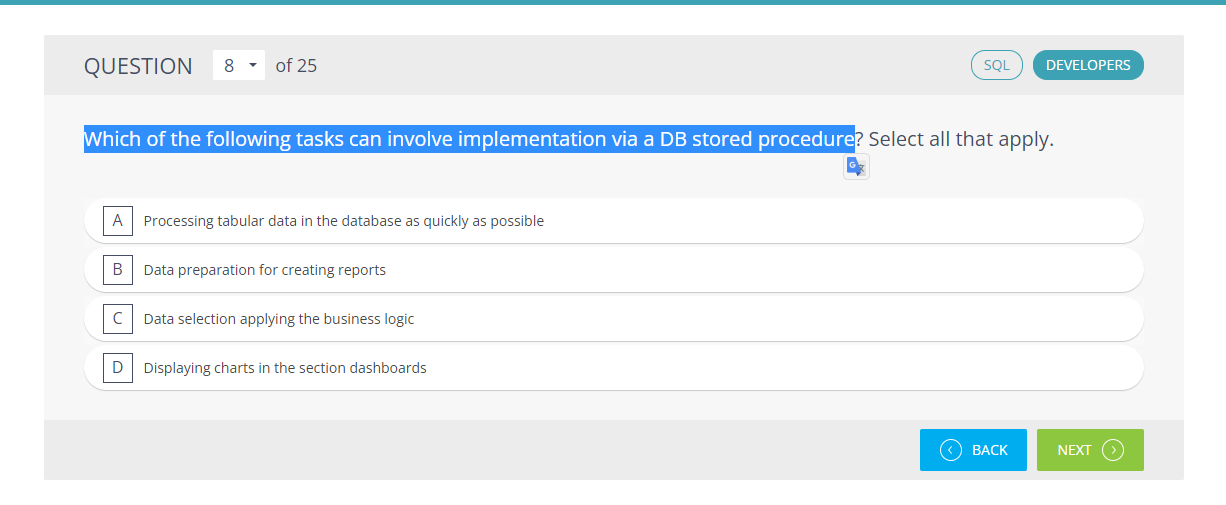 QUESTION 8 of 25 SQL DEVELOPERS
Which of the following tasks can involve implementation via a DB stored procedure? Select all that apply.
G
A Processing tabular data in the database as quickly as possible
B Data preparation for creating reports
C Data selection applying the business logic
D Displaying charts in the section dashboards
BACK NEXT